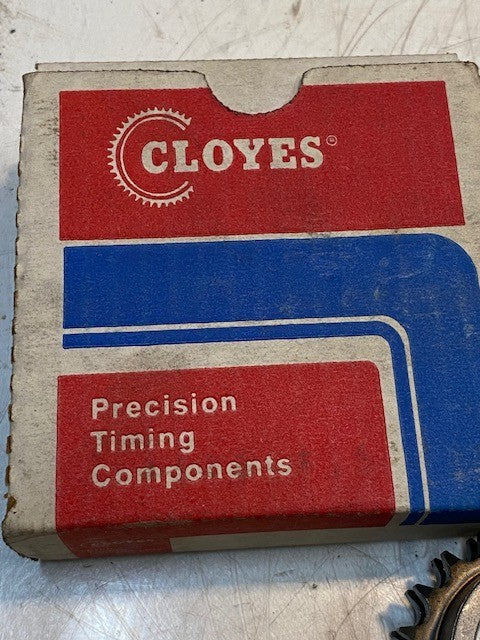 CLOYES®
Precision
Timing
Components